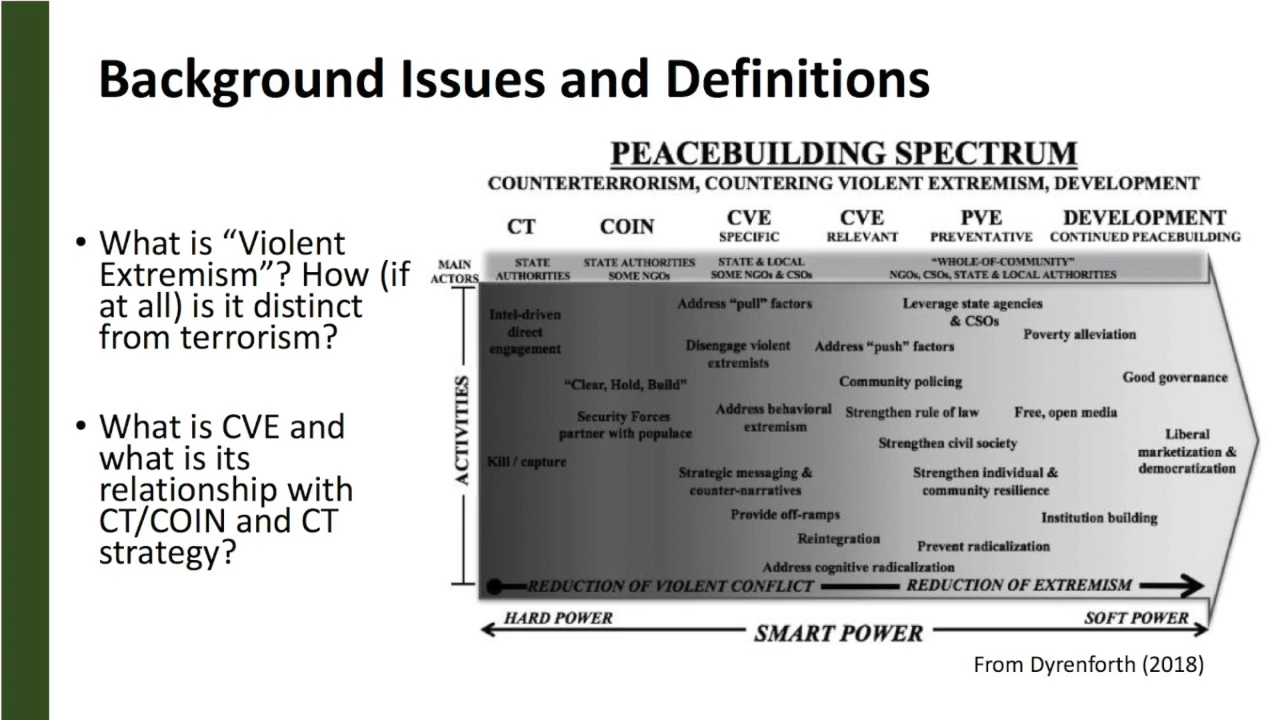 Background Issues and Definitions
• What is “Violent
Extremism”? How (if
at all) is it distinct
from terrorism?
• What is CVE and
what is its
relationship with
CT/COIN and CT
strategy?
PEACEBUILDING SPECTRUM
COUNTERTERRORISM, COUNTERING VIOLENT EXTREMISM, DEVELOPMENT
CT
COIN
CVE
SPECIFIC
CVE
RELEVANT
PVE
PREVENTATIVE
DEVELOPMENT
CONTINUED PEACEBUILDING
MAIN
ACTORS
STATE
AUTHORITIES
STATE AUTHORITIES
SOME NGOs
STATE & LOCAL
SOME NGOs & CSOs
“WHOLE-OF-COMMUNITY”
NGOs, CSOs, STATE & LOCAL AUTHORITIES
ACTIVITIES
Intel-driven
direct
engagement
Kill / capture
“Clear, Hold, Build”
Security Forces
partner with populace
Address “pull” factors
Disengage violent
extremists
Address behavioral
extremism
Strategic messaging &
counter-narratives
Provide off-ramps
Reintegration
Address cognitive radicalization
Address “push” factors
Community policing
Strengthen rule of law
Strengthen civil society
Leverage state agencies
& CSOs
Strengthen individual &
community resilience
Prevent radicalization
Poverty alleviation
Good governance
Free, open media
Liberal
marketization &
democratization
Institution building
REDUCTION OF VIOLENT CONFLICT
REDUCTION OF EXTREMISM
HARD POWER
SMART POWER
SOFT POWER
From Dyrenforth (2018)